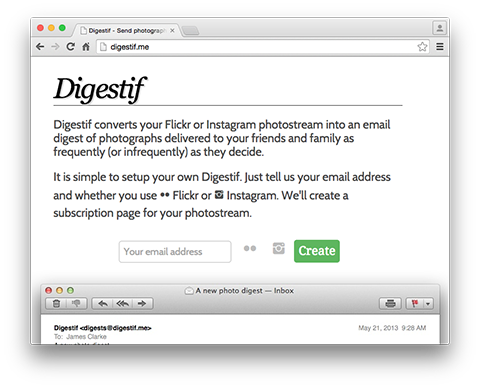 Digestif - Send photograp
digestif.me
Digestif
Digestif converts your Flickr or Instagram photostream into an email
digest of photographs delivered to your friends and family as
frequently (or infrequently) as they decide.
It is simple to setup your own Digestif. Just tell us your email address
and whether you use Flickr or Instagram. We'll create a
subscription page for your photostream.
Your email address Create
A new photo digest — Inbox
Digestif <digests@digestif.me> May 21, 2013 9:28 AM
To: James Clarke
A new photo digest